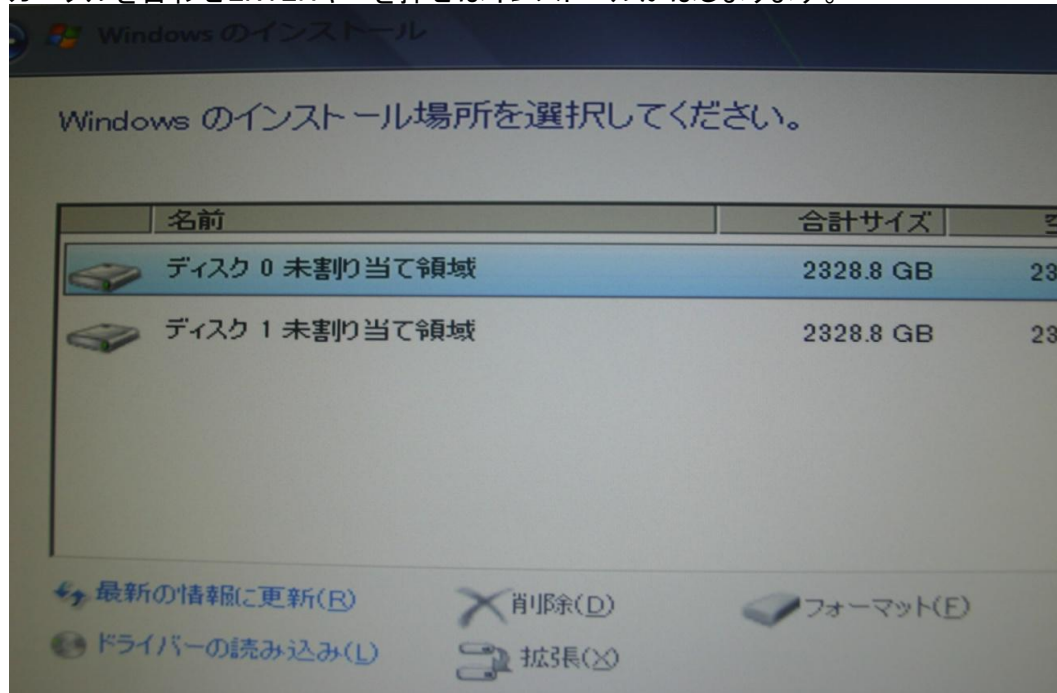 Windows のインストール
Windows のインストール場所を選択してください。
名前 合計サイズ
ディスク 0 未割り当て領域 2328.8 GB 23
ディスク 1 未割り当て領域 2328.8 GB 23
最新の情報に更新(R) 削除(D) フォーマット(F)
ドライバーの読み込み(L) 拡張(X)